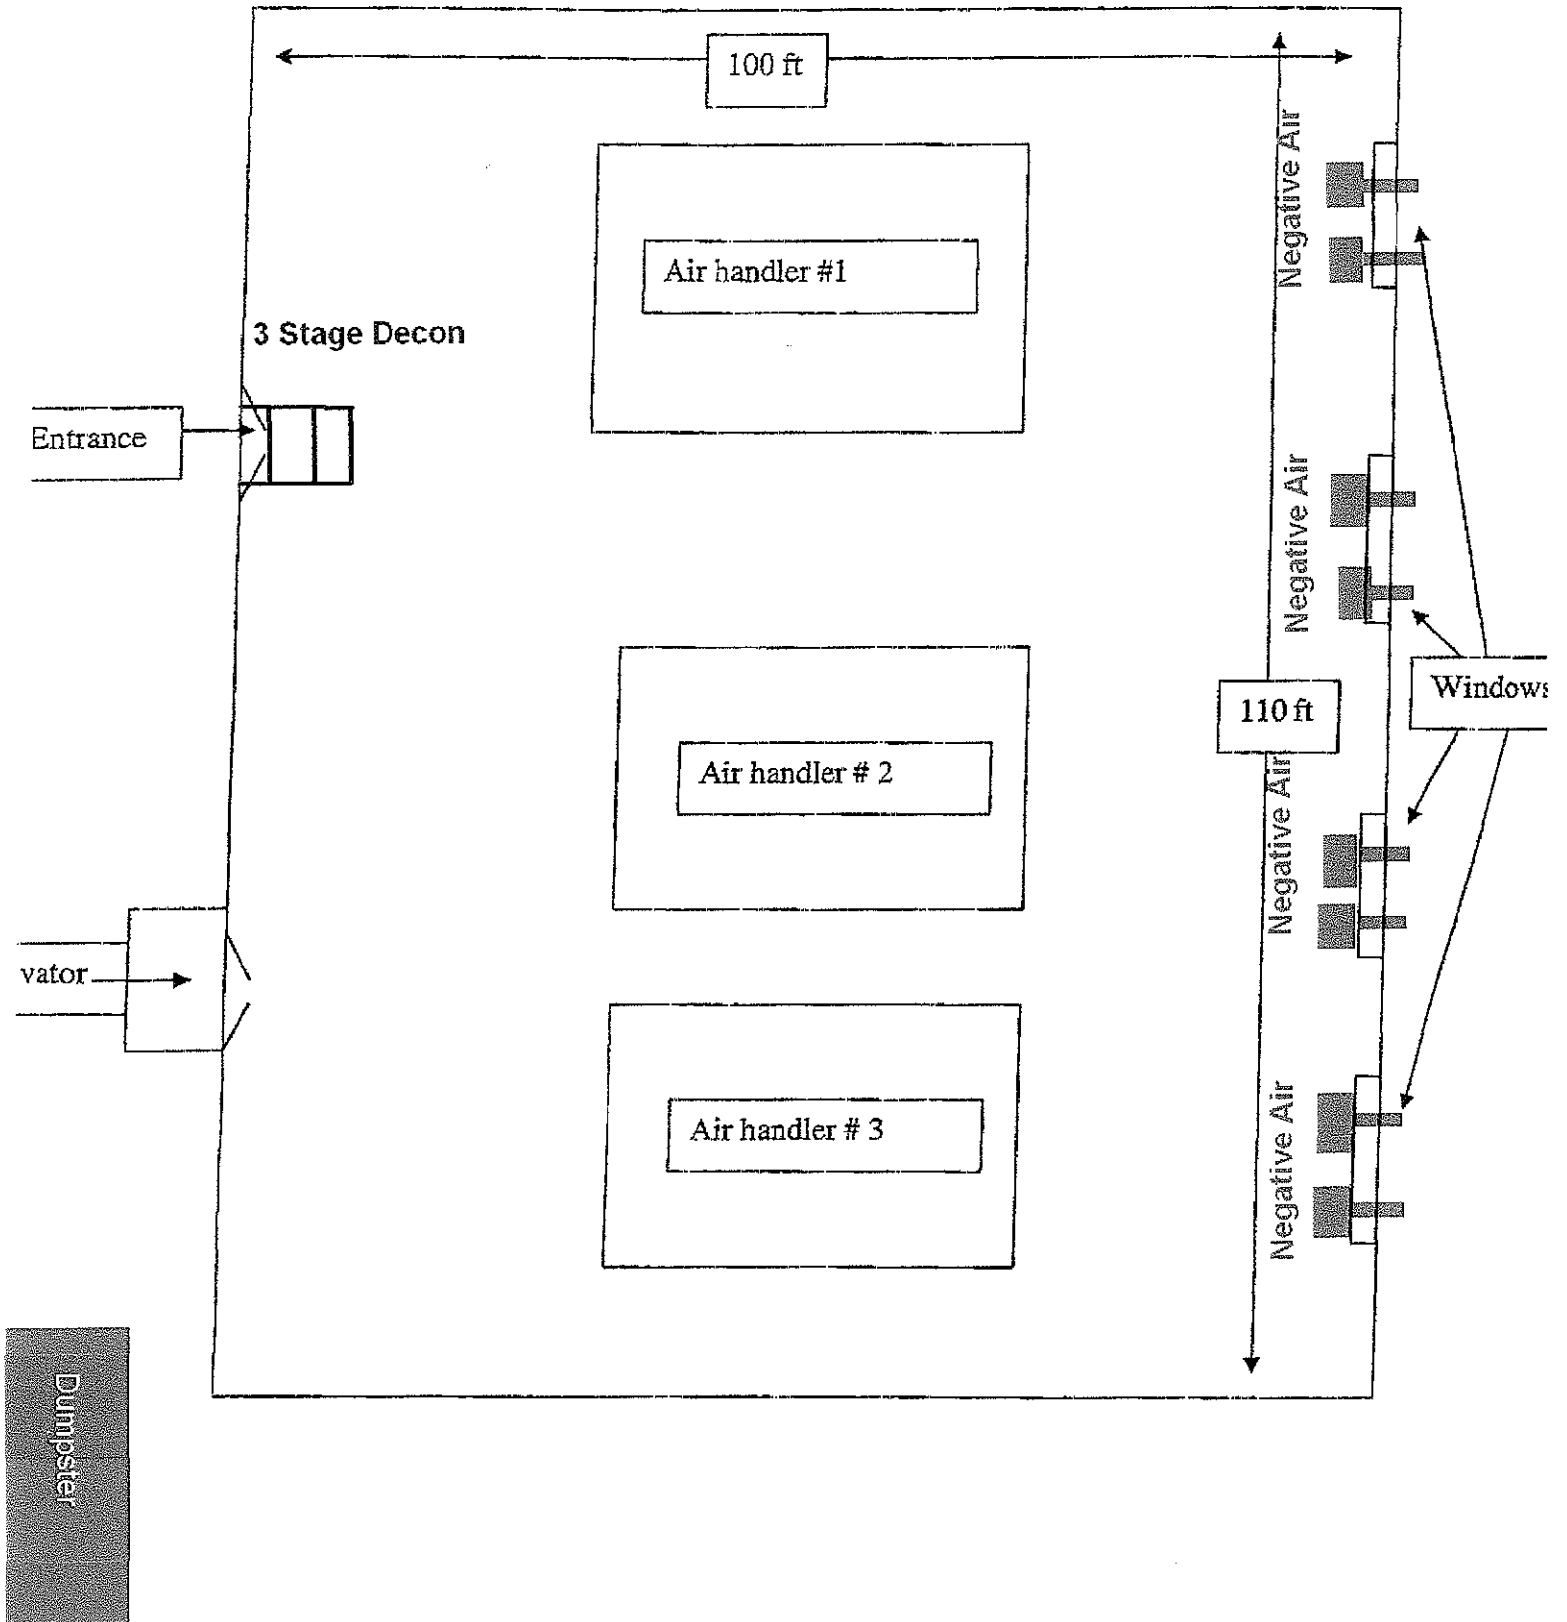 100 ft
Negative Air
Air handler #1
3 Stage Decon
Entrance
Negative Air
Windows
110 ft
Air handler # 2
Negative Air
vator
Negative Air
Air handler # 3
Dumpster